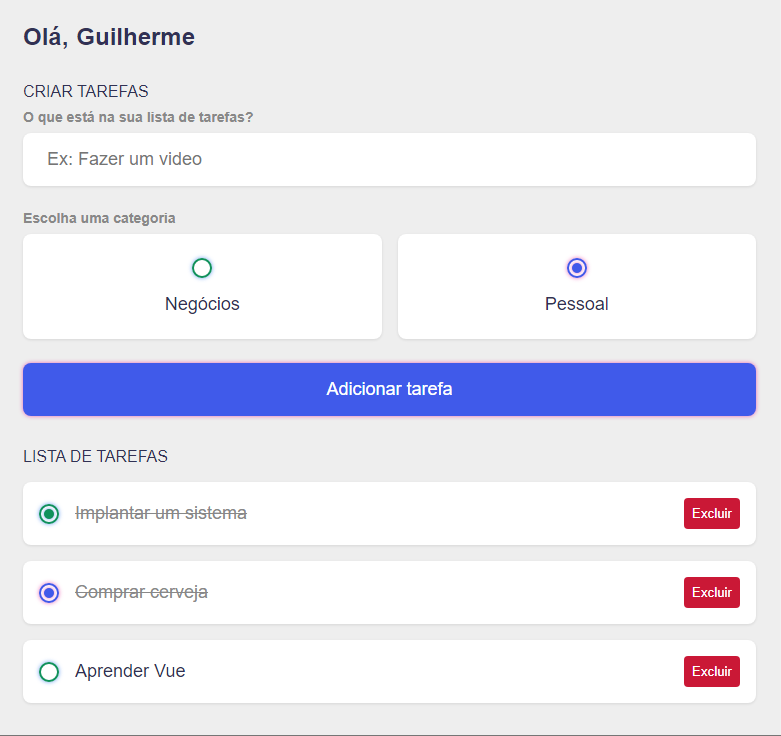 Olá, Guilherme
CRIAR TAREFAS
O que está na sua lista de tarefas?
Ex: Fazer um video
Escolha uma categoria
Negócios
Pessoal
Adicionar tarefa
LISTA DE TAREFAS
Implantar um sistema
Excluir
Comprar cerveja
Excluir
Aprender Vue
Excluir